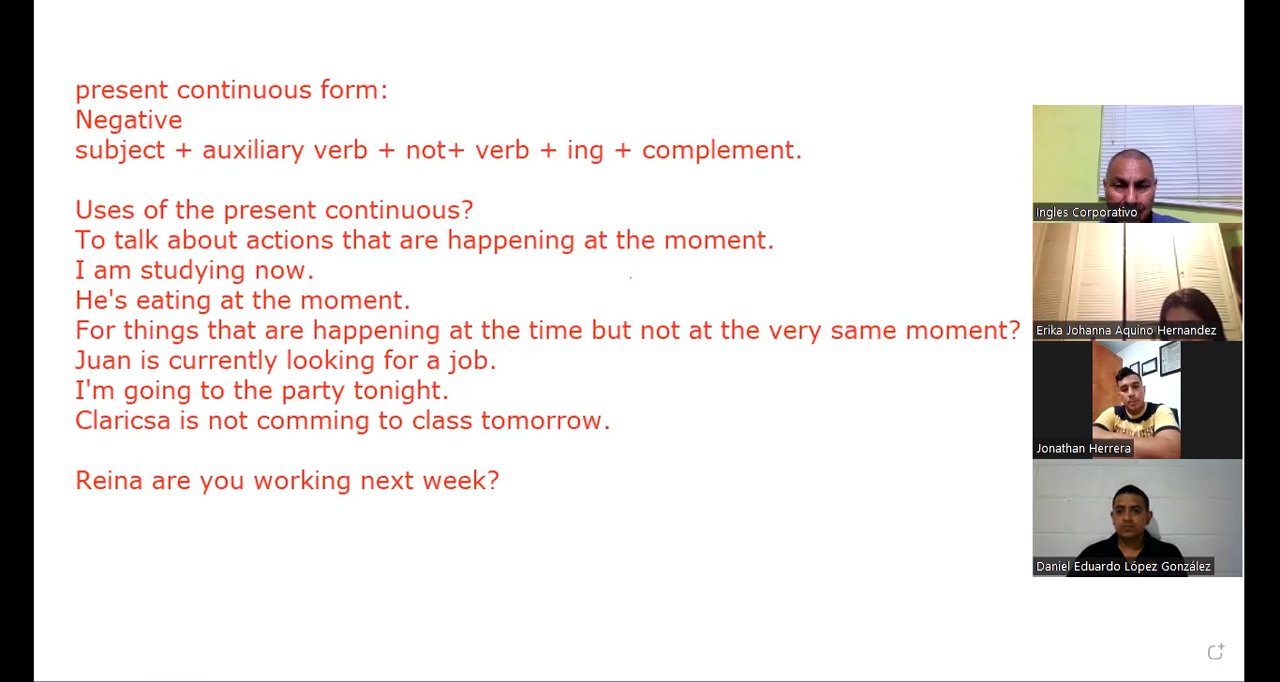 present continuous form:
Negative
subject + auxiliary verb + not+ verb + ing + complement.
Uses of the present continuous?
To talk about actions that are happening at the moment.
I am studying now.
He's eating at the moment.
For things that are happening at the time but not at the very same moment?
Juan is currently looking for a job.
I'm going to the party tonight.
Claricsa is not comming to class tomorrow.
Reina are you working next week?
Ingles Corporativo
Erika Johanna Aquino Hernandez
Jonathan Herrera
Daniel Eduardo López González